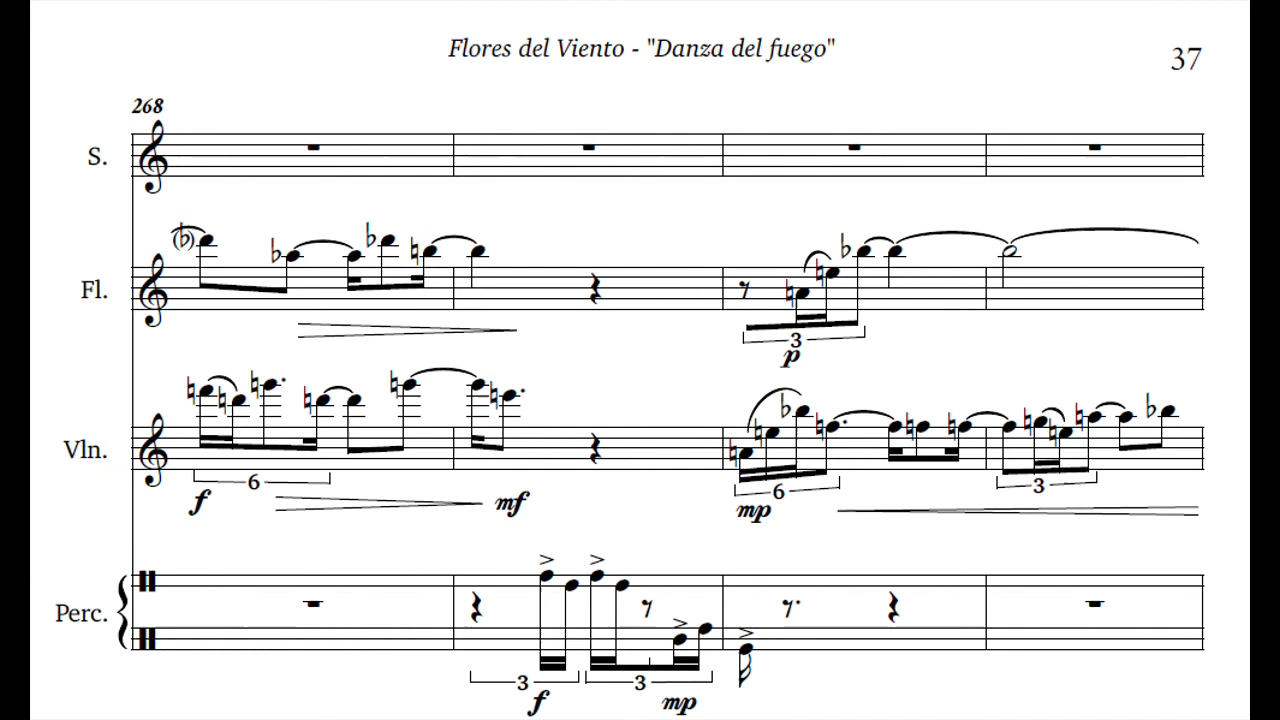 Flores del Viento - "Danza del fuego"
37
268
S.
Fl.
3
p
Vln.
6
6
3
f
mf
mp
Perc.
3
3
f
mp